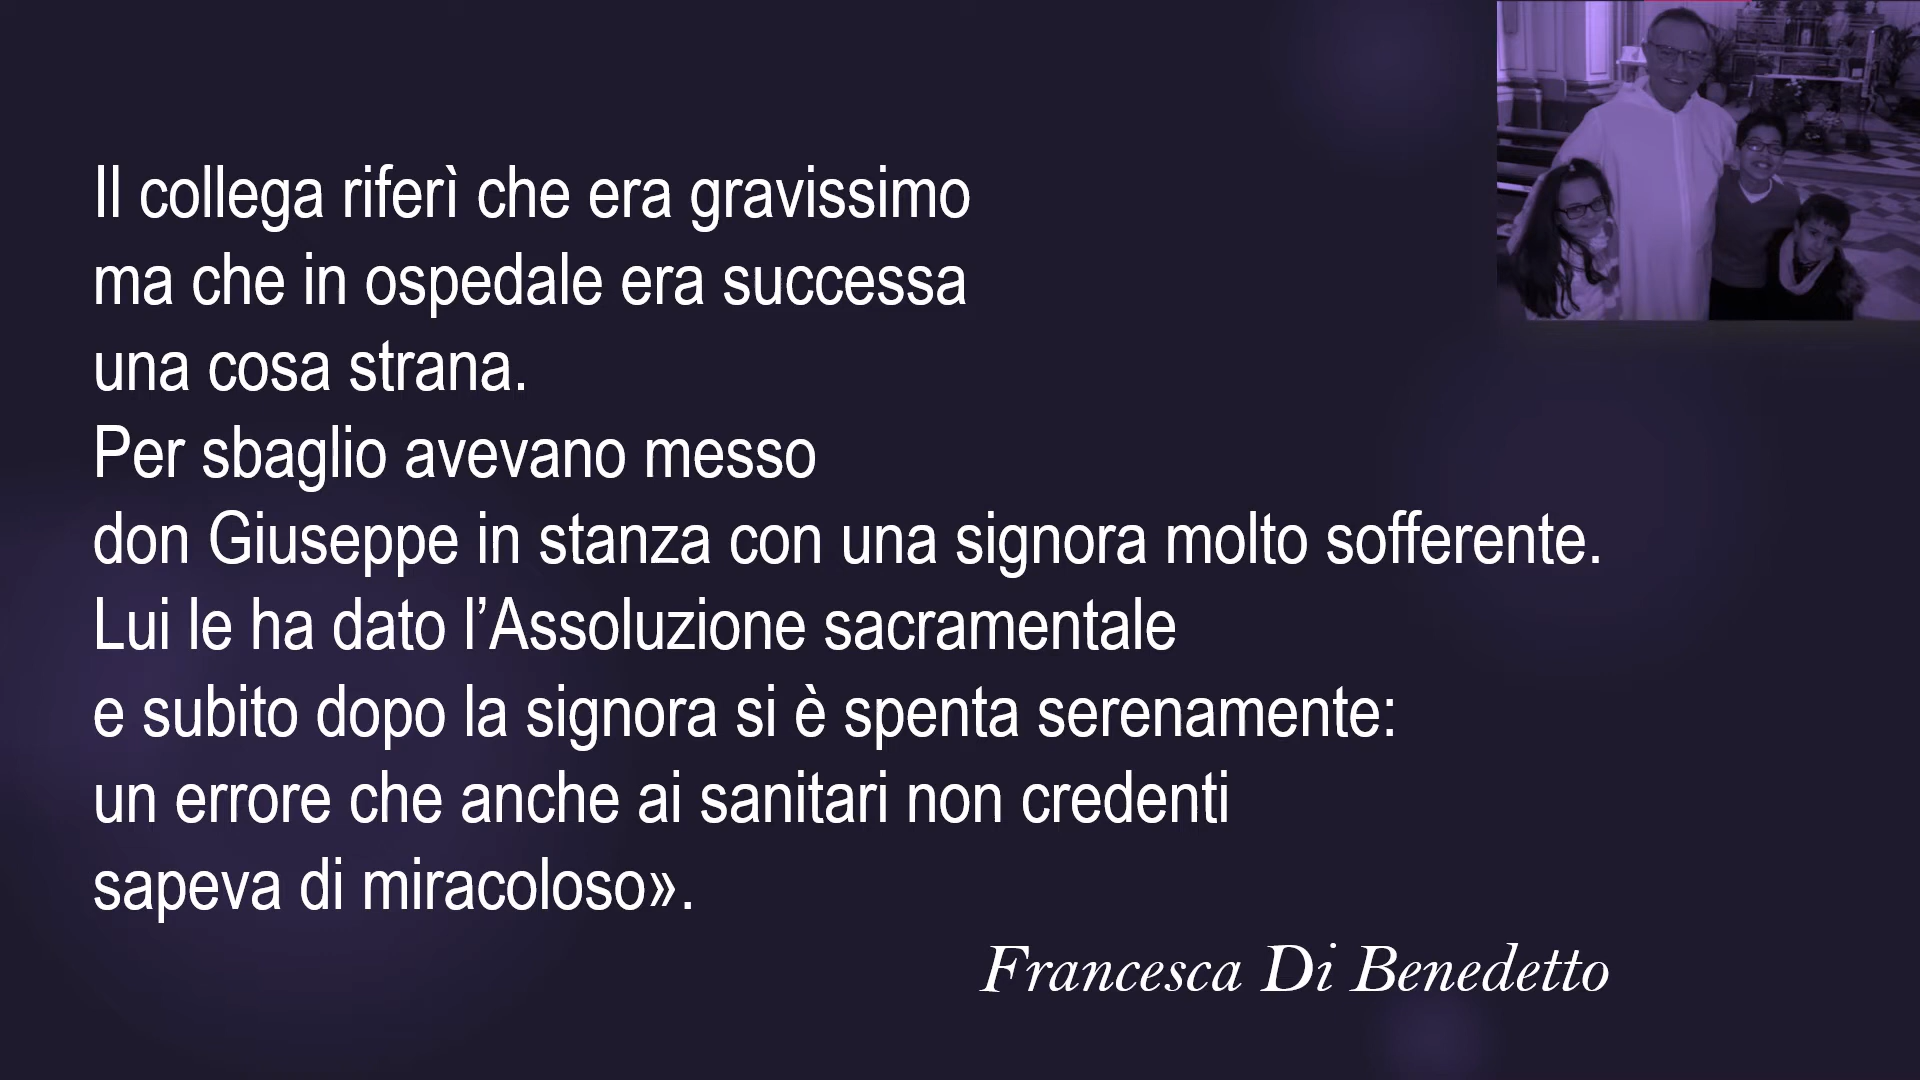 Il collega riferì che era gravissimo
ma che in ospedale era successa
una cosa strana.
Per sbaglio avevano messo
don Giuseppe in stanza con una signora molto sofferente.
Lui le ha dato l’Assoluzione sacramentale
e subito dopo la signora si è spenta serenamente:
un errore che anche ai sanitari non credenti
sapeva di miracoloso».
Francesca Di Benedetto